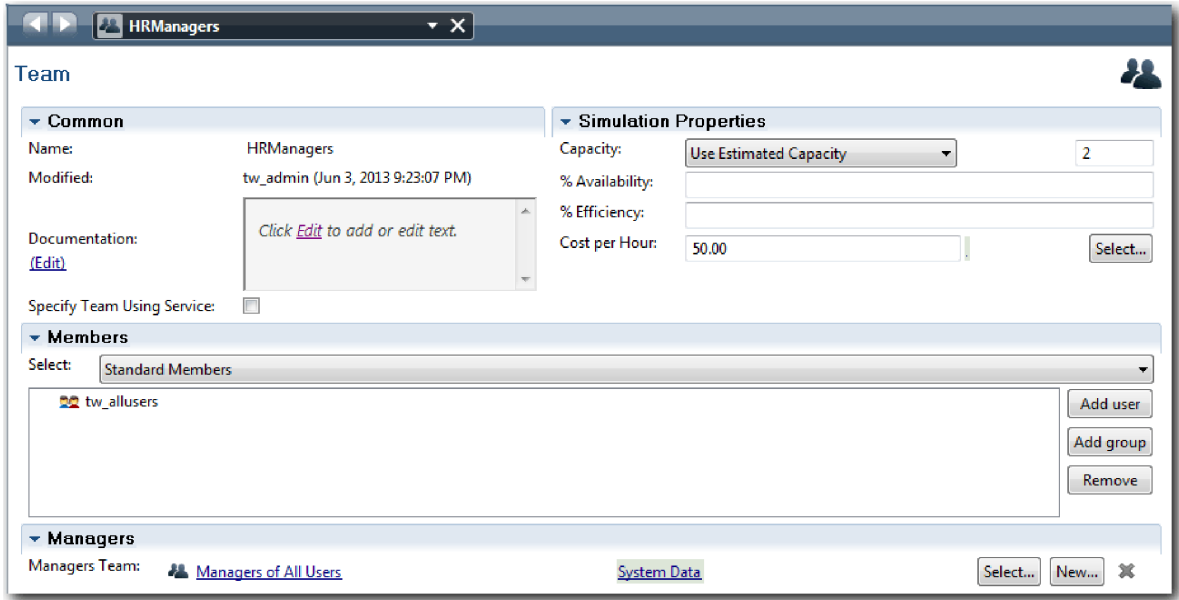 HRManagers
Team
Common
Name: HRManagers
Modified: tw_admin (Jun 3, 2013 9:23:07 PM)
Documentation:
(Edit)
Click Edit to add or edit text.
Specify Team Using Service:
Simulation Properties
Capacity: Use Estimated Capacity 2
% Availability:
% Efficiency:
Cost per Hour: 50.00 Select...
Members
Select: Standard Members
tw_allusers
Add user
Add group
Remove
Managers
Managers Team: Managers of All Users System Data Select... New...